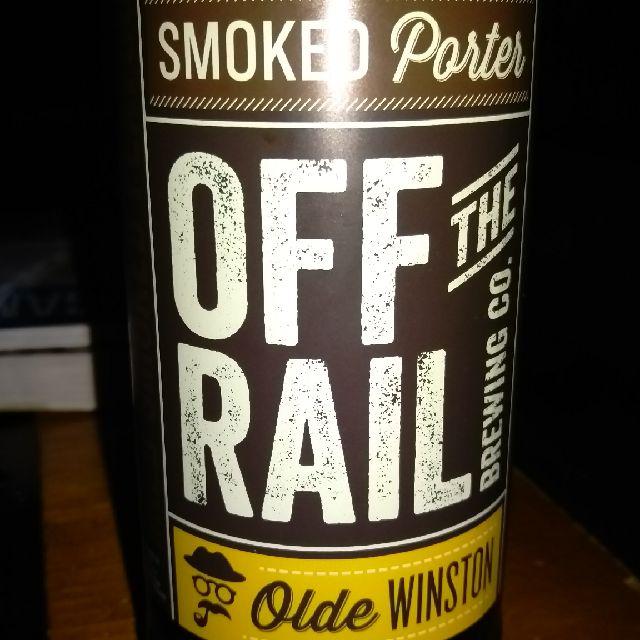 SMOKED Porter
OFF THE
RAIL
BREWING CO.
Olde WINSTON